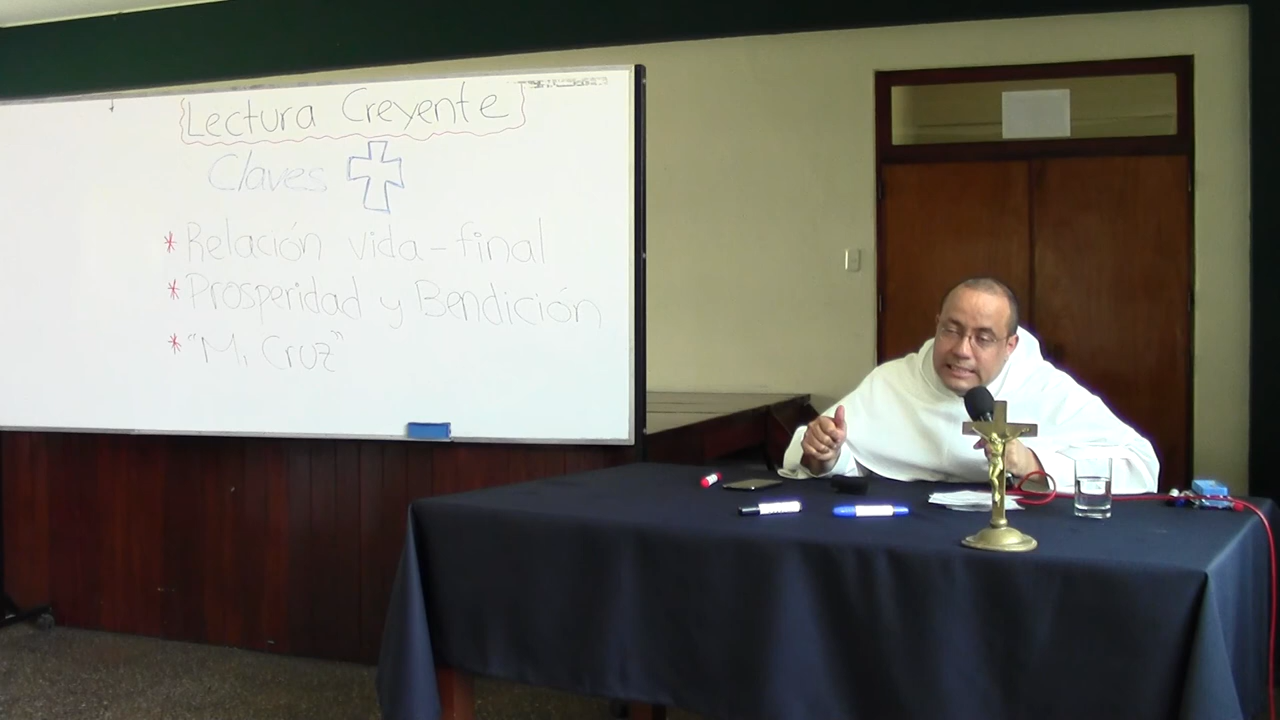 Lectura Creyente
Claves
* Relación vida - final
* Prosperidad y Bendición
* "M. Cruz"